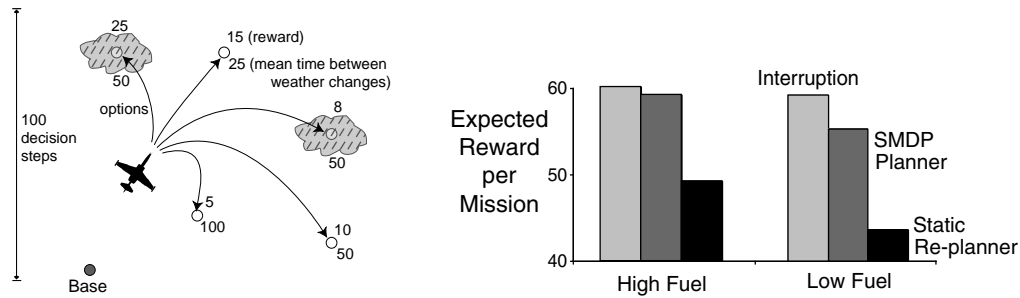 25
50
options
15 (reward)
25 (mean time between
weather changes)
8
50
100
decision
steps
5
100
10
50
Base
Expected
Reward
per
Mission
60
50
40
Interruption
SMDP
Planner
Static
Re-planner
High Fuel
Low Fuel